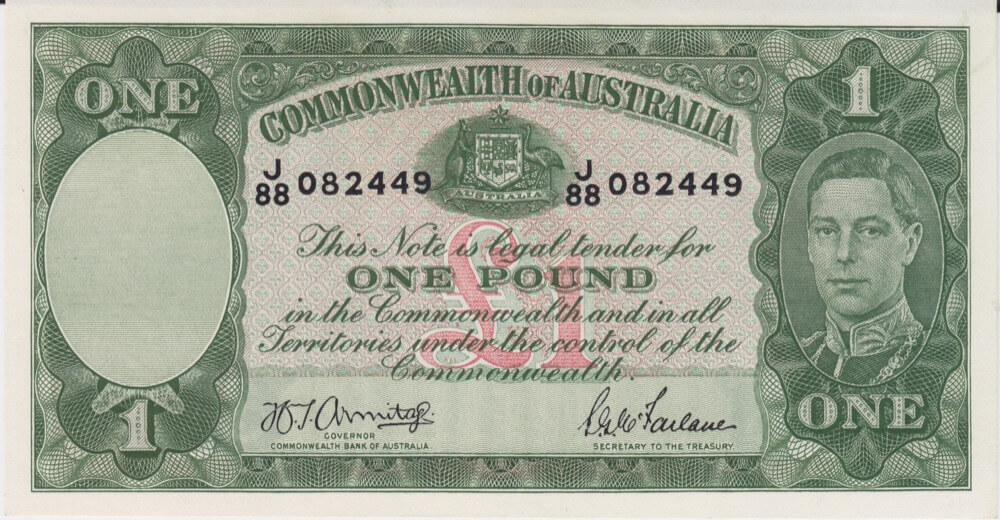 ONE
1
COMMONWEALTH OF AUSTRALIA
AUSTRALIA
J/88 082449
J/88 082449
This Note is legal tender for
ONE POUND
£1
in the Commonwealth and in all
Territories under the control of the
Commonwealth.
H.T. Armitage.
GOVERNOR
COMMONWEALTH BANK OF AUSTRALIA.
S.G. McFarlane
SECRETARY TO THE TREASURY.
1
ONE